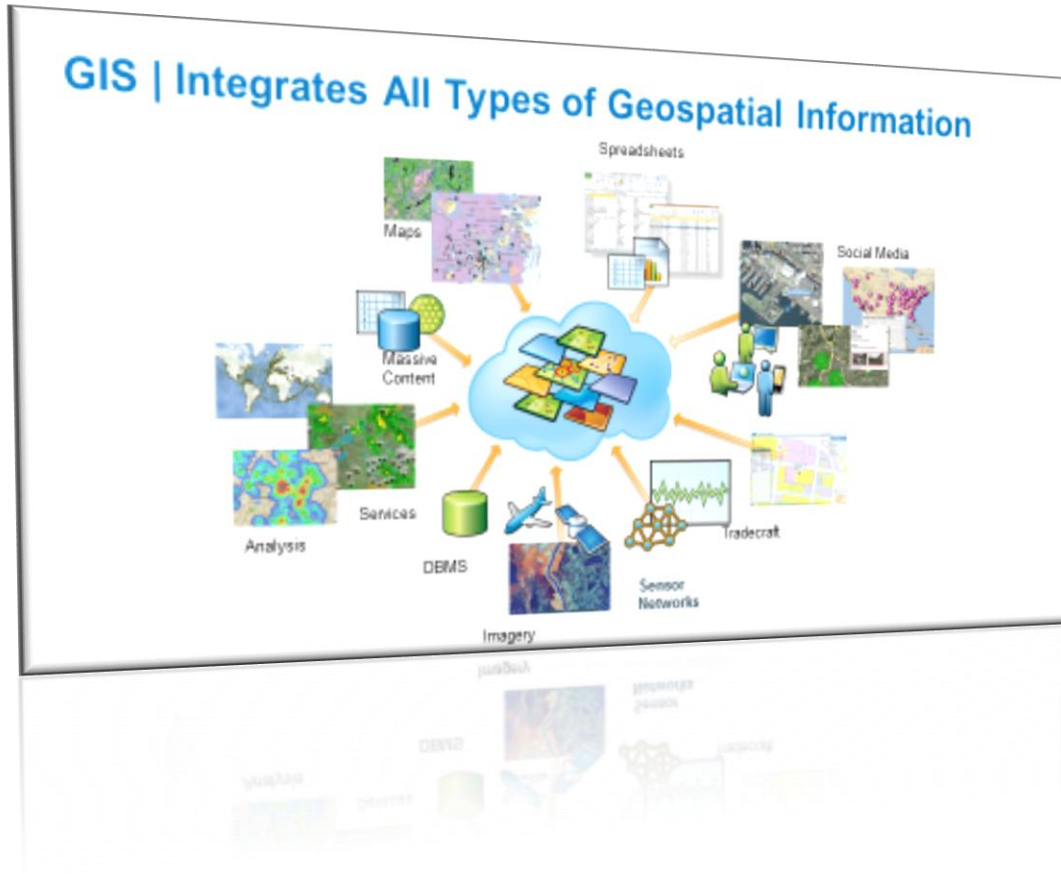 GIS | Integrates All Types of Geospatial Information
Spreadsheets
Maps
Social Media
Massive
Content
Services
Analysis
DBMS
Tradecraft
Sensor
Networks
Imagery